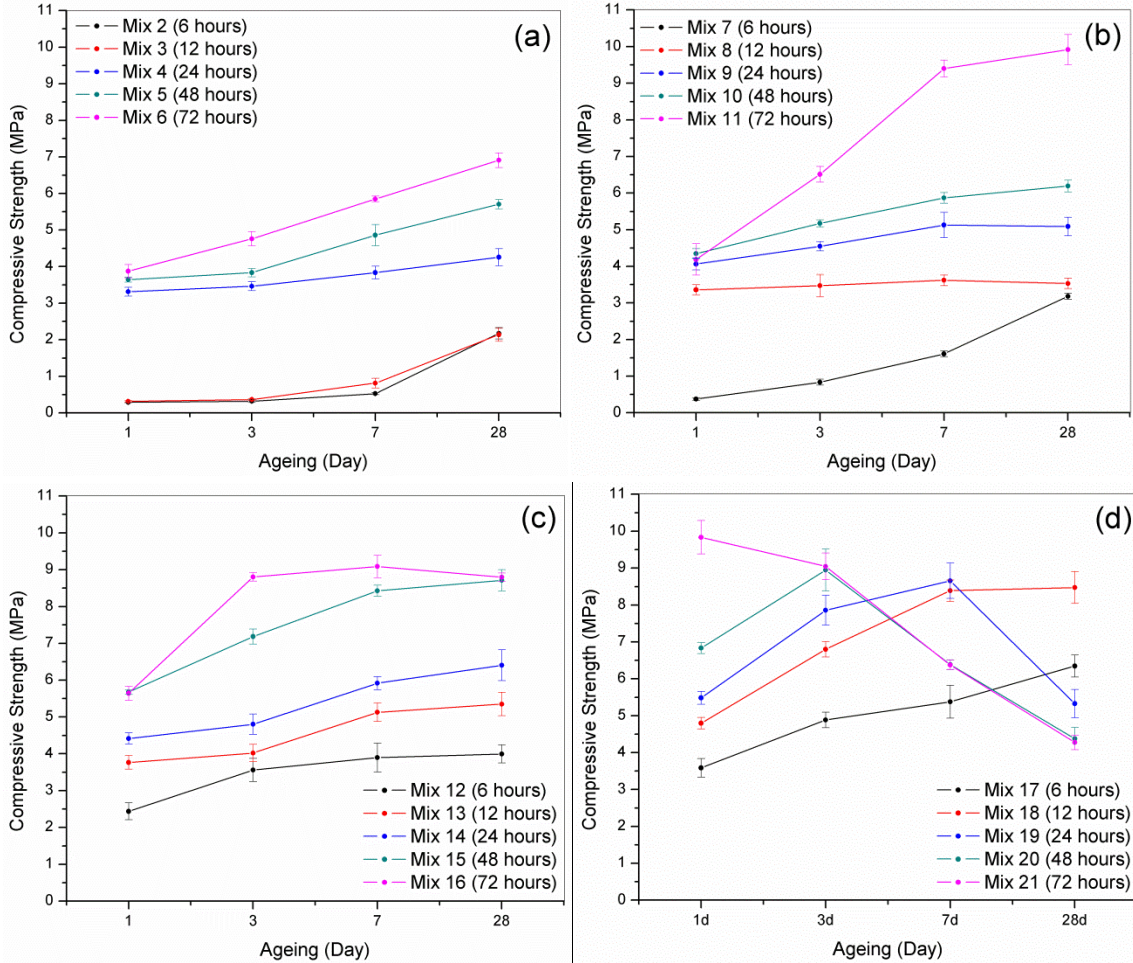 Mix 2 (6 hours)
Mix 3 (12 hours)
Mix 4 (24 hours)
Mix 5 (48 hours)
Mix 6 (72 hours)
(a)
11
10
9
8
7
6
5
4
3
2
1
0
Compressive Strength (MPa)
1
3
7
28
Ageing (Day)
Mix 7 (6 hours)
Mix 8 (12 hours)
Mix 9 (24 hours)
Mix 10 (48 hours)
Mix 11 (72 hours)
(b)
11
10
9
8
7
6
5
4
3
2
1
0
Compressive Strength (MPa)
1
3
7
28
Ageing (Day)
(c)
11
10
9
8
7
6
5
4
3
2
1
0
Compressive Strength (MPa)
Mix 12 (6 hours)
Mix 13 (12 hours)
Mix 14 (24 hours)
Mix 15 (48 hours)
Mix 16 (72 hours)
1
3
7
28
Ageing (Day)
(d)
11
10
9
8
7
6
5
4
3
2
1
0
Compressive Strength (MPa)
Mix 17 (6 hours)
Mix 18 (12 hours)
Mix 19 (24 hours)
Mix 20 (48 hours)
Mix 21 (72 hours)
1d
3d
7d
28d
Ageing (Day)